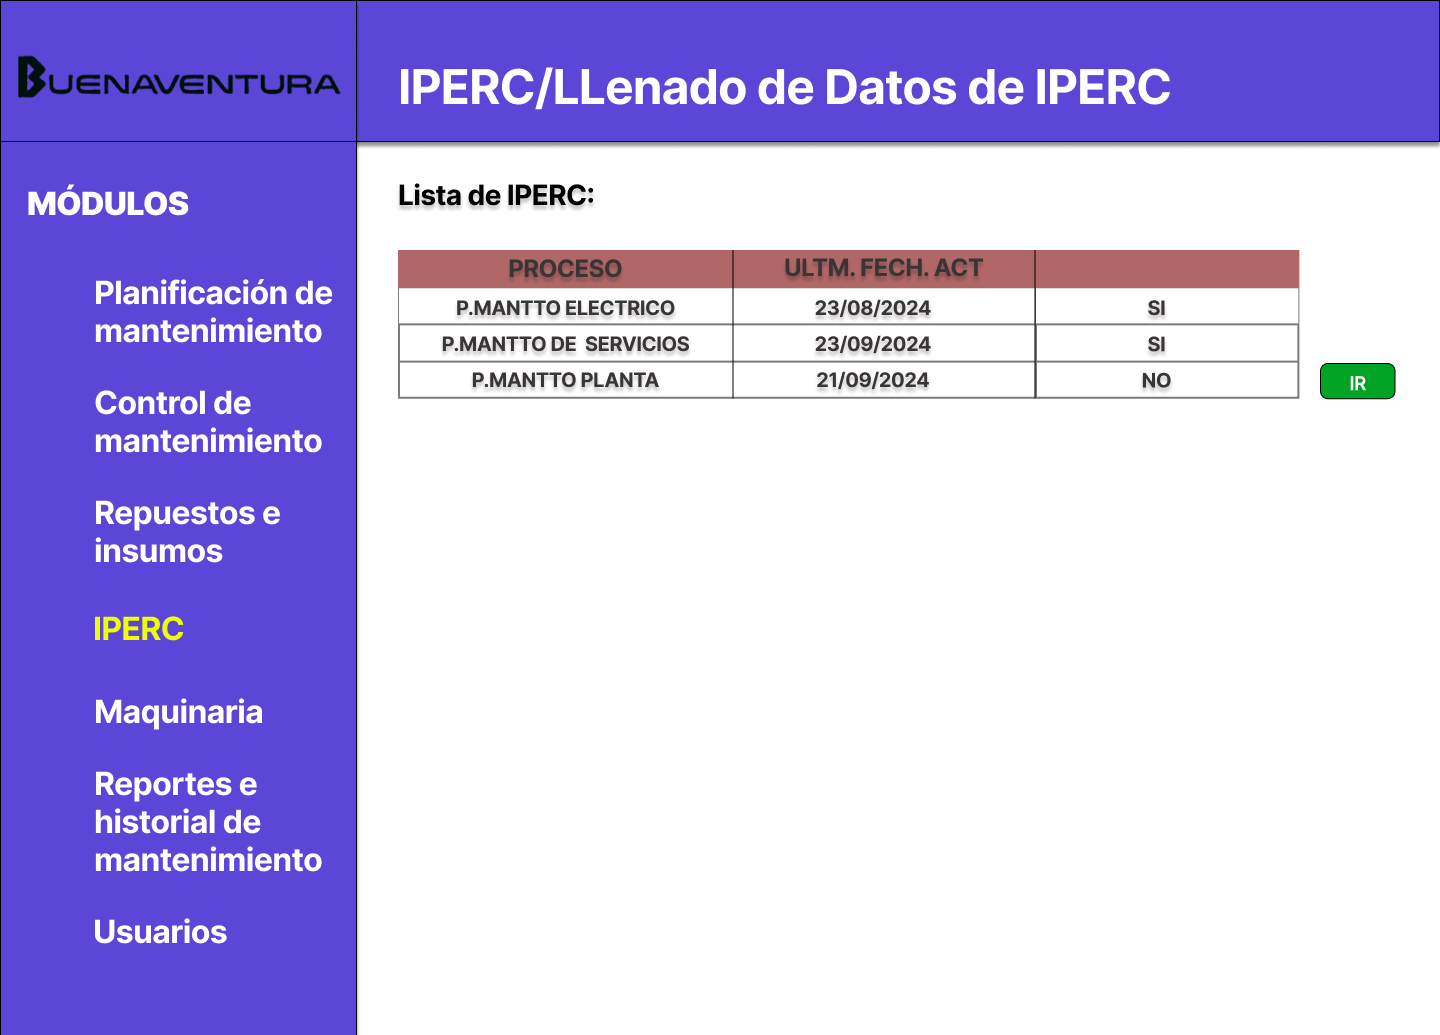 BUENAVENTURA
IPERC/LLenado de Datos de IPERC
MÓDULOS
Planificación de
mantenimiento
Control de
mantenimiento
Repuestos e
insumos
IPERC
Maquinaria
Reportes e
historial de
mantenimiento
Usuarios
Lista de IPERC:
PROCESO ULTM. FECH. ACT
P.MANTTO ELECTRICO 23/08/2024 SI
P.MANTTO DE  SERVICIOS 23/09/2024 SI
P.MANTTO PLANTA 21/09/2024 NO IR